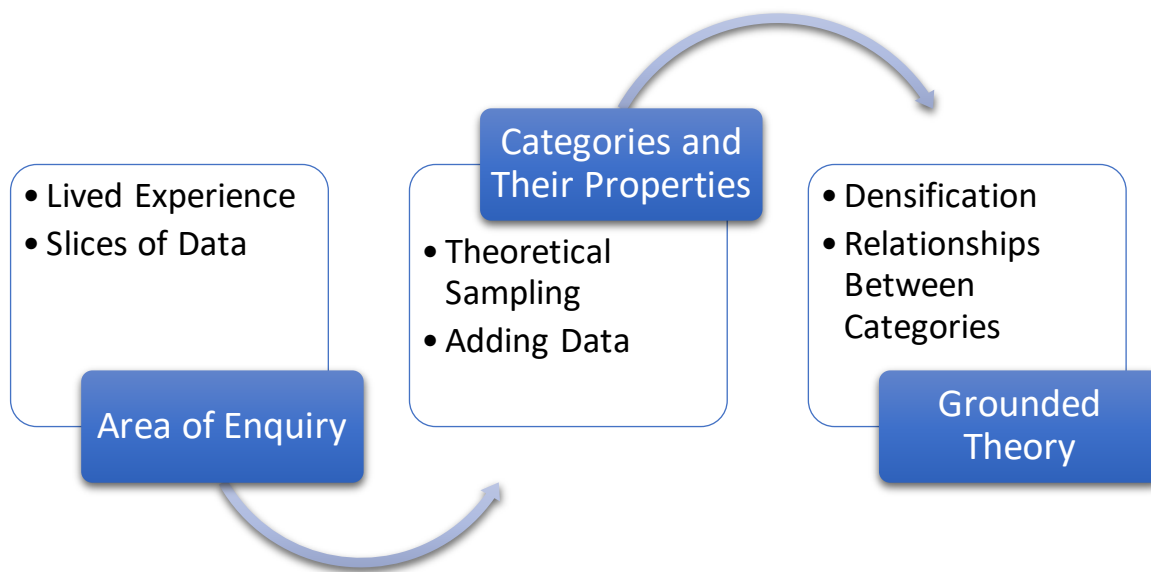 • Lived Experience
• Slices of Data
Area of Enquiry
Categories and
Their Properties
• Theoretical
Sampling
• Adding Data
• Densification
• Relationships
Between
Categories
Grounded
Theory